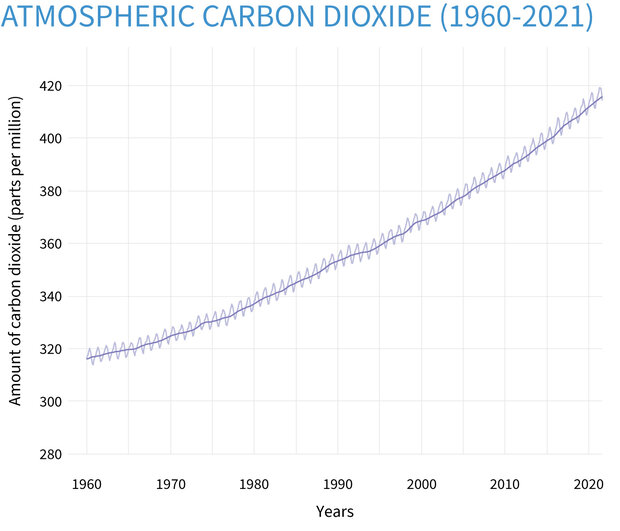 ATMOSPHERIC CARBON DIOXIDE (1960-2021)
Amount of carbon dioxide (parts per million)
420
400
380
360
340
320
300
280
1960 1970 1980 1990 2000 2010 2020
Years